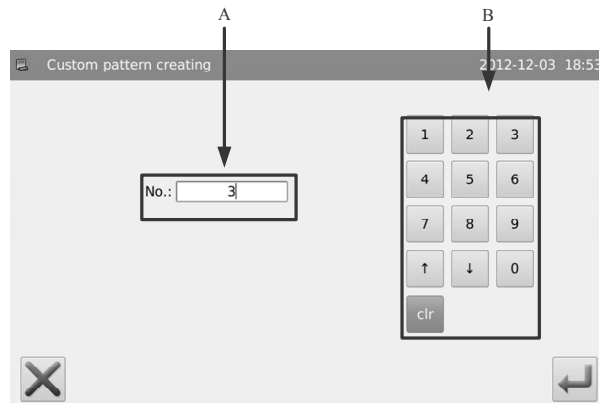 A B
Custom pattern creating 2012-12-03 18:53
1 2 3
No.: 3
4 5 6
7 8 9
↑ ↓ 0
clr